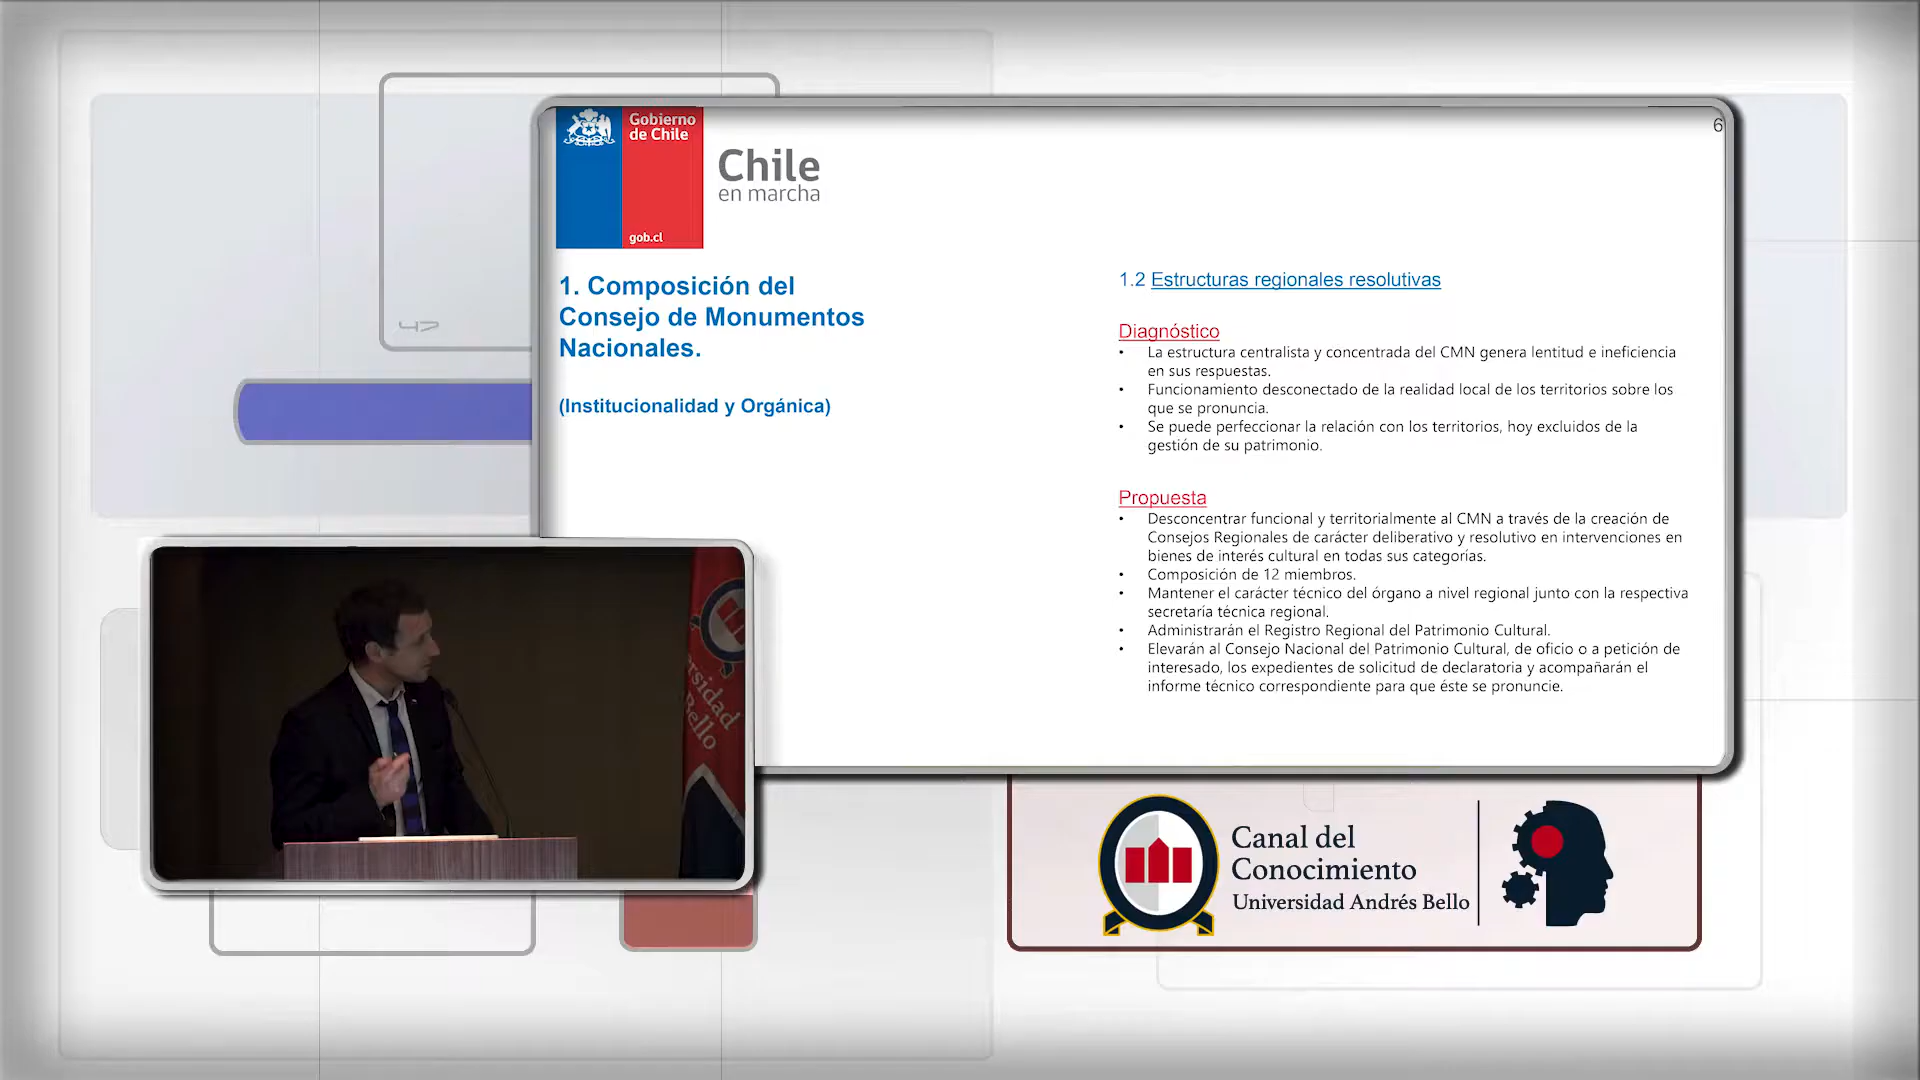 6
Gobierno
de Chile
gob.cl
Chile
en marcha
1. Composición del
Consejo de Monumentos
Nacionales.
(Institucionalidad y Orgánica)
1.2 Estructuras regionales resolutivas
Diagnóstico
• La estructura centralista y concentrada del CMN genera lentitud e ineficiencia
en sus respuestas.
• Funcionamiento desconectado de la realidad local de los territorios sobre los
que se pronuncia.
• Se puede perfeccionar la relación con los territorios, hoy excluidos de la
gestión de su patrimonio.
Propuesta
• Desconcentrar funcional y territorialmente al CMN a través de la creación de
Consejos Regionales de carácter deliberativo y resolutivo en intervenciones en
bienes de interés cultural en todas sus categorías.
• Composición de 12 miembros.
• Mantener el carácter técnico del órgano a nivel regional junto con la respectiva
secretaría técnica regional.
• Administrarán el Registro Regional del Patrimonio Cultural.
• Elevarán al Consejo Nacional del Patrimonio Cultural, de oficio o a petición de
interesado, los expedientes de solicitud de declaratoria y acompañarán el
informe técnico correspondiente para que éste se pronuncie.
ersidad
Bello
Canal del
Conocimiento
Universidad Andrés Bello